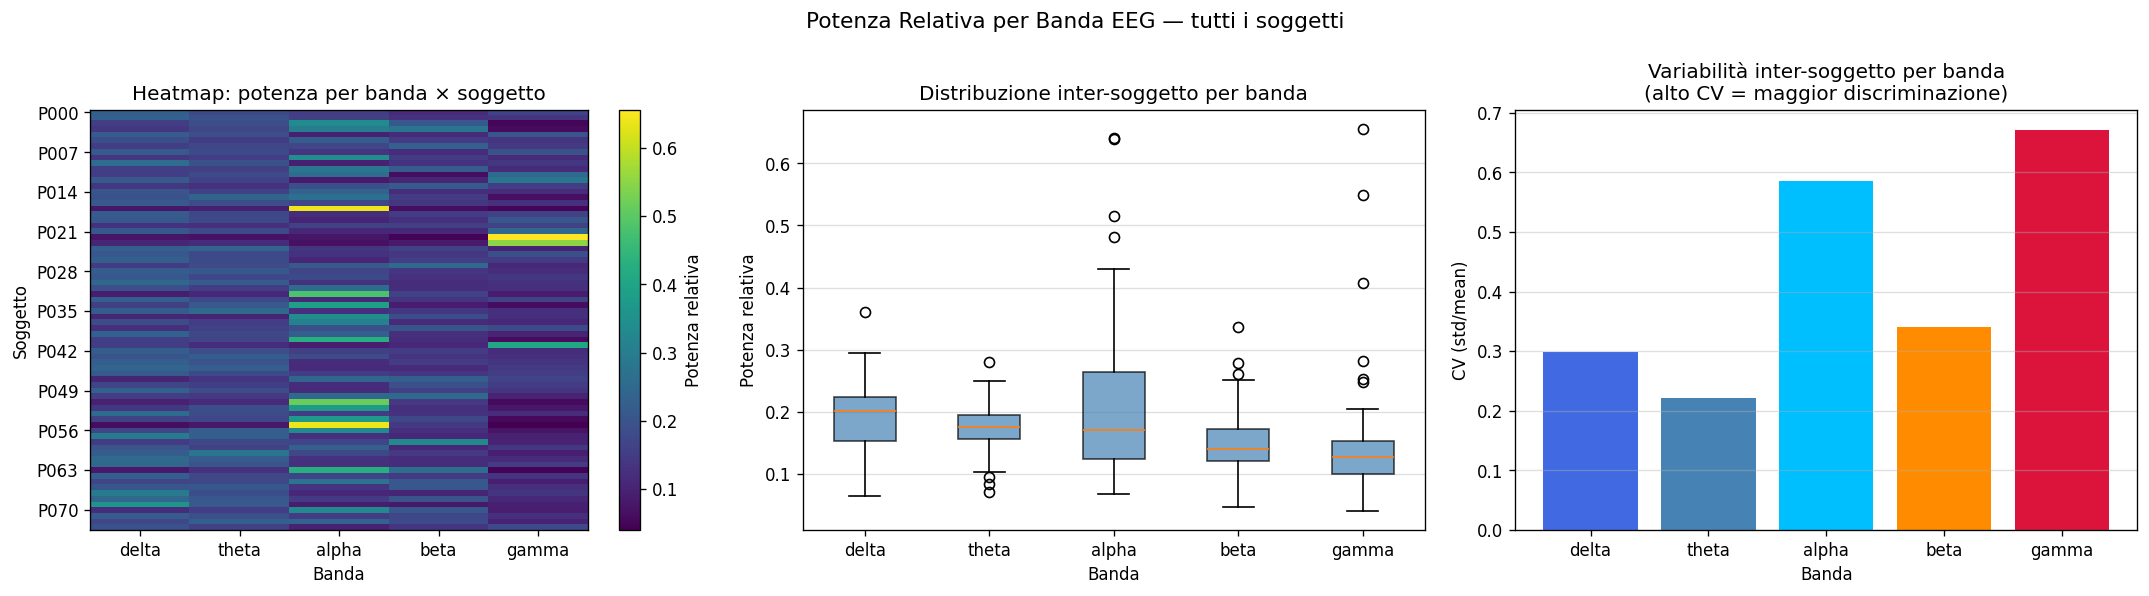 Potenza Relativa per Banda EEG — tutti i soggetti
Heatmap: potenza per banda × soggetto
Soggetto
P000
P007
P014
P021
P028
P035
P042
P049
P056
P063
P070
delta theta alpha beta gamma
Banda
0.6
0.5
0.4
0.3
0.2
0.1
Potenza relativa
Distribuzione inter-soggetto per banda
Potenza relativa
0.6
0.5
0.4
0.3
0.2
0.1
delta theta alpha beta gamma
Banda
Variabilità inter-soggetto per banda
(alto CV = maggior discriminazione)
CV (std/mean)
0.7
0.6
0.5
0.4
0.3
0.2
0.1
0.0
delta theta alpha beta gamma
Banda